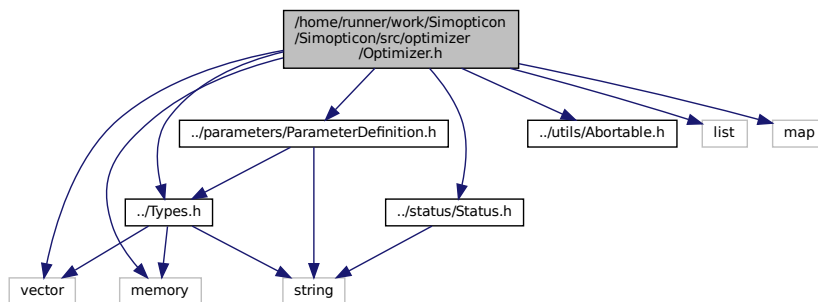 /home/runner/work/Simopticon
/Simopticon/src/optimizer
/Optimizer.h
../parameters/ParameterDefinition.h
../utils/Abortable.h
list
map
../Types.h
../status/Status.h
vector
memory
string